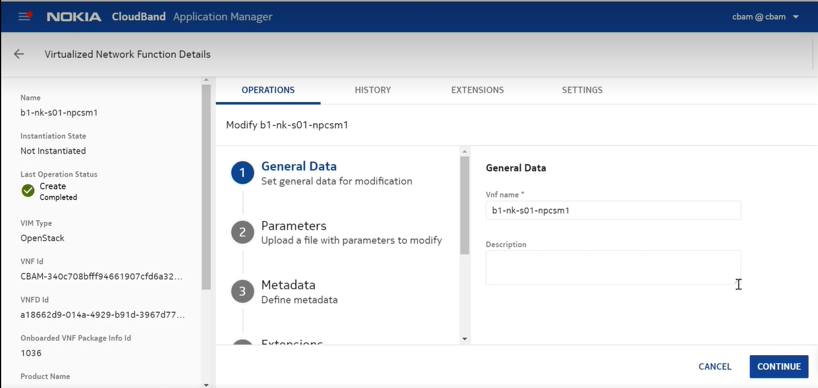 NOKIA CloudBand Application Manager cbam @ cbam
Virtualized Network Function Details
Name
b1-nk-s01-npcsm1
Instantiation State
Not Instantiated
Last Operation Status
Create
Completed
VIM Type
OpenStack
VNF Id
CBAM-340c708bfff94661907cfd6a32...
VNFD Id
a18662d9-014a-4929-b91d-3967d77...
Onboarded VNF Package Info Id
1036
Product Name
OPERATIONS HISTORY EXTENSIONS SETTINGS
Modify b1-nk-s01-npcsm1
1 General Data
Set general data for modification
2 Parameters
Upload a file with parameters to modify
3 Metadata
Define metadata
Extensions
General Data
Vnf name *
b1-nk-s01-npcsm1
Description
CANCEL CONTINUE